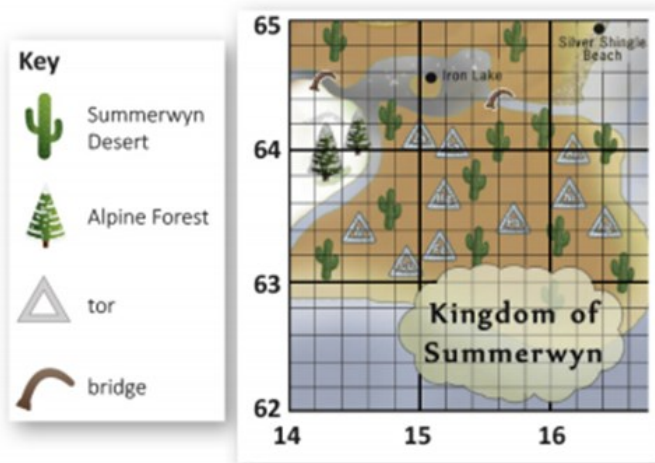 Key
Summerwyn
Desert
Alpine Forest
tor
bridge
65
64
63
62
14
15
16
Silver Shingle
Beach
Iron Lake
Kingdom of
Summerwyn